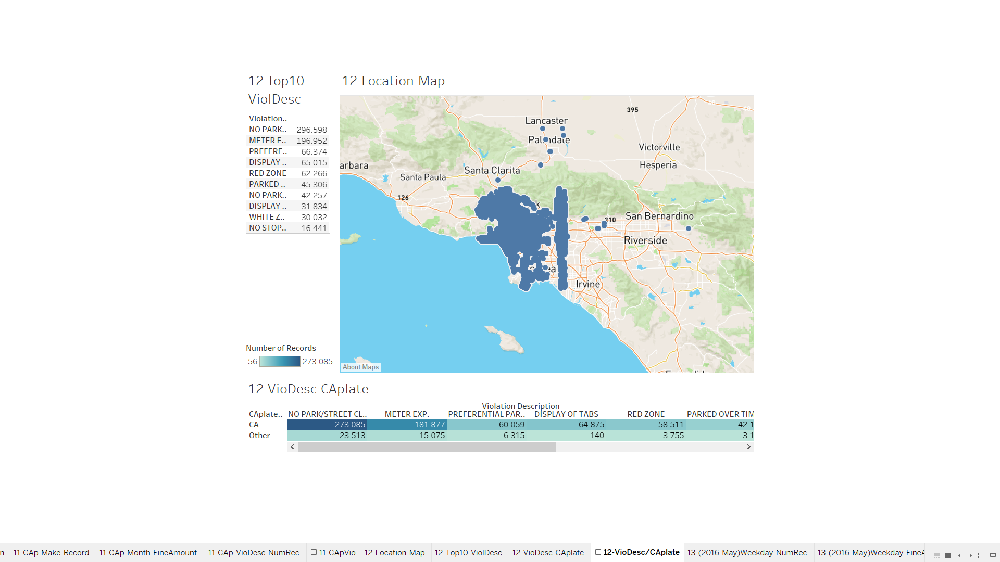 12-Top10-
ViolDesc
Violation..
NO PARK.. 296.598
METER E.. 196.952
PREFERE.. 66.374
DISPLAY .. 65.015
RED ZONE 62.266
PARKED .. 45.306
NO PARK.. 42.257
DISPLAY .. 31.834
WHITE Z.. 30.032
NO STOP.. 16.441
Number of Records
56 273.085
12-Location-Map
395
Lancaster
Palmdale
Victorville
Hesperia
arbara
Santa Clarita
Santa Paula
126
k
210
San Bernardino
Riverside
Irvine
About Maps
12-VioDesc-CAplate
Violation Description
CAplate.. NO PARK/STREET CL.. METER EXP. PREFERENTIAL PAR.. DISPLAY OF TABS RED ZONE PARKED OVER TIM
CA 273.085 181.877 60.059 64.875 58.511 42.1
Other 23.513 15.075 6.315 140 3.755 3.1
n 11-CAp-Make-Record 11-CAp-Month-FineAmount 11-CAp-VioDesc-NumRec 11-CApVio 12-Location-Map 12-Top10-ViolDesc 12-VioDesc-CAplate 12-VioDesc/CAplate 13-(2016-May)Weekday-NumRec 13-(2016-May)Weekday-FineA